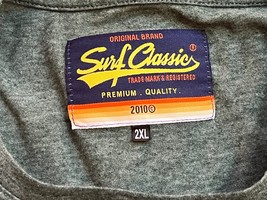 ORIGINAL BRAND
Surf Classic ®
TRADE MARK & REGISTERED
PREMIUM . QUALITY.
2010©
2XL